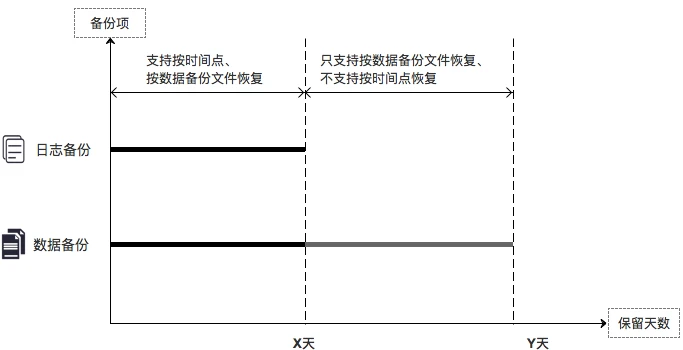 备份项
支持按时间点、
按数据备份文件恢复
只支持按数据备份文件恢复、
不支持按时间点恢复
日志备份
数据备份
保留天数
X天
Y天